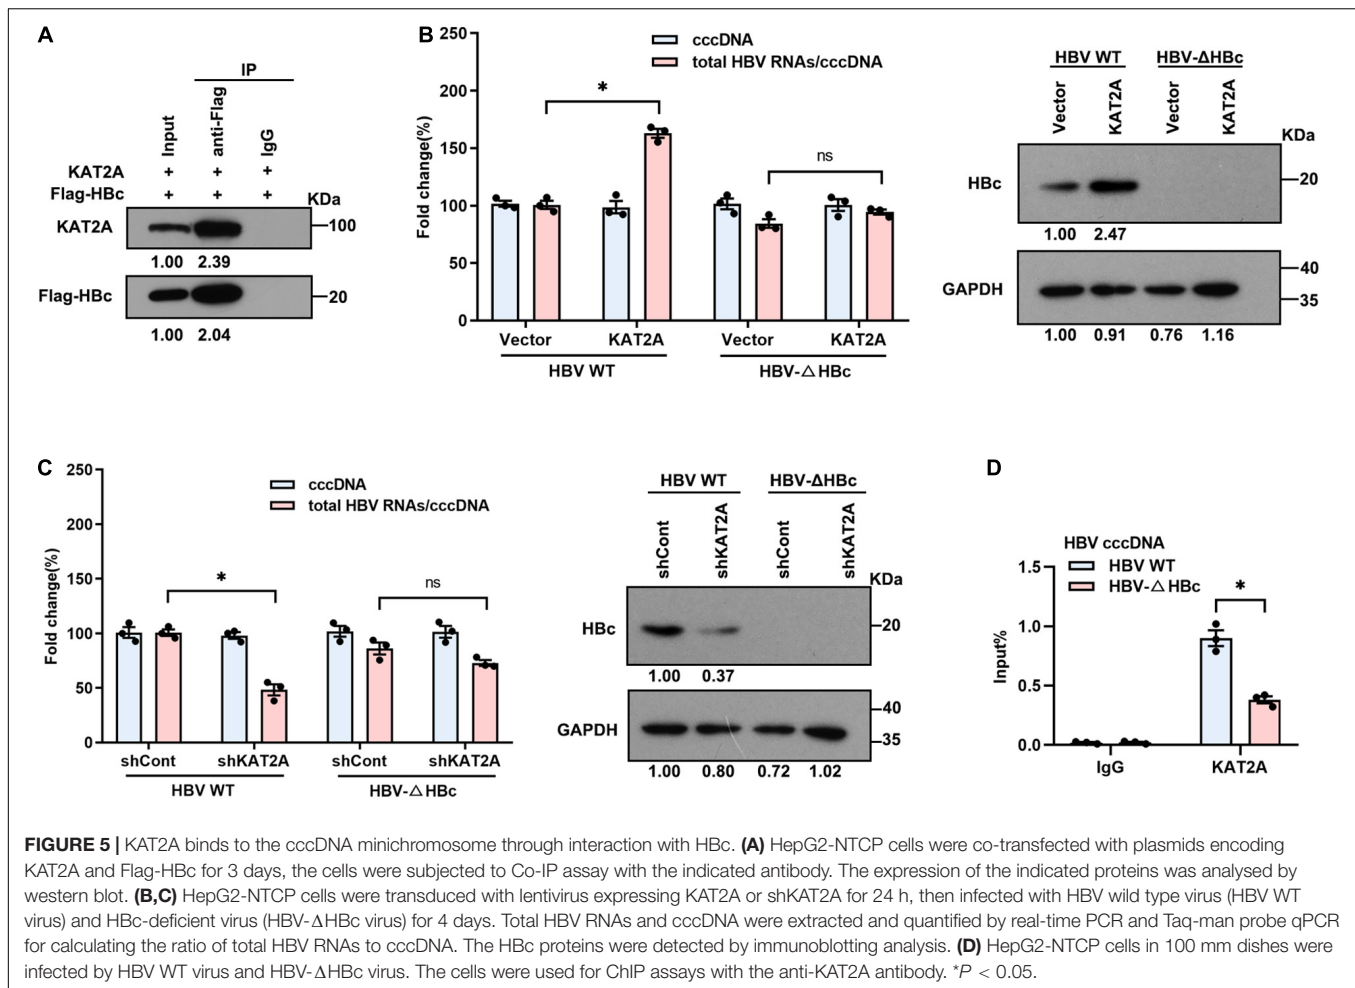 A
IP
Input
anti-Flag
IgG
KAT2A + + +
Flag-HBc + + +
KDa
KAT2A
100
1.00 2.39
Flag-HBc
20
1.00 2.04
B
Fold change(%)
250
200
150
100
50
0
cccDNA
total HBV RNAs/cccDNA
*
ns
Vector KAT2A Vector KAT2A
HBV WT HBV-△HBc
HBV WT HBV-ΔHBc
Vector
KAT2A
Vector
KAT2A
KDa
HBc
20
1.00 2.47
GAPDH
40
35
1.00 0.91 0.76 1.16
C
Fold change(%)
250
200
150
100
50
0
cccDNA
total HBV RNAs/cccDNA
*
ns
shCont shKAT2A shCont shKAT2A
HBV WT HBV-△HBc
HBV WT HBV-ΔHBc
shCont
shKAT2A
shCont
shKAT2A
KDa
HBc
20
1.00 0.37
GAPDH
40
35
1.00 0.80 0.72 1.02
D
HBV cccDNA
HBV WT
HBV-△HBc
Input%
1.5
1.0
0.5
0.0
*
IgG KAT2A
FIGURE 5 | KAT2A binds to the cccDNA minichromosome through interaction with HBc. (A) HepG2-NTCP cells were co-transfected with plasmids encoding
KAT2A and Flag-HBc for 3 days, the cells were subjected to Co-IP assay with the indicated antibody. The expression of the indicated proteins was analysed by
western blot. (B,C) HepG2-NTCP cells were transduced with lentivirus expressing KAT2A or shKAT2A for 24 h, then infected with HBV wild type virus (HBV WT
virus) and HBc-deficient virus (HBV-ΔHBc virus) for 4 days. Total HBV RNAs and cccDNA were extracted and quantified by real-time PCR and Taq-man probe qPCR
for calculating the ratio of total HBV RNAs to cccDNA. The HBc proteins were detected by immunoblotting analysis. (D) HepG2-NTCP cells in 100 mm dishes were
infected by HBV WT virus and HBV-ΔHBc virus. The cells were used for ChIP assays with the anti-KAT2A antibody. *P < 0.05.